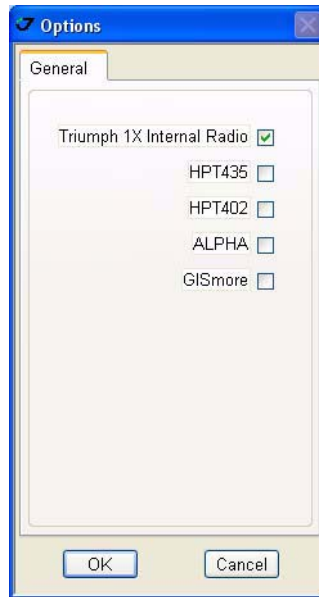 Options
General
Triumph 1X Internal Radio
HPT435
HPT402
ALPHA
GISmore
OK
Cancel